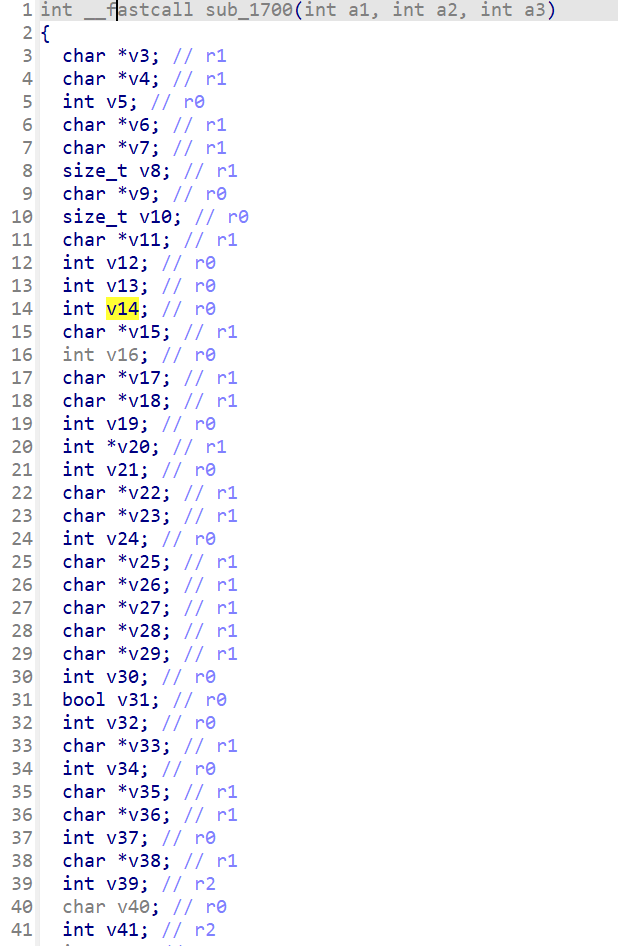 1 int __fastcall sub_1700(int a1, int a2, int a3)
2 {
3 char *v3; // r1
4 char *v4; // r1
5 int v5; // r0
6 char *v6; // r1
7 char *v7; // r1
8 size_t v8; // r1
9 char *v9; // r0
10 size_t v10; // r0
11 char *v11; // r1
12 int v12; // r0
13 int v13; // r0
14 int v14; // r0
15 char *v15; // r1
16 int v16; // r0
17 char *v17; // r1
18 char *v18; // r1
19 int v19; // r0
20 int *v20; // r1
21 int v21; // r0
22 char *v22; // r1
23 char *v23; // r1
24 int v24; // r0
25 char *v25; // r1
26 char *v26; // r1
27 char *v27; // r1
28 char *v28; // r1
29 char *v29; // r1
30 int v30; // r0
31 bool v31; // r0
32 int v32; // r0
33 char *v33; // r1
34 int v34; // r0
35 char *v35; // r1
36 char *v36; // r1
37 int v37; // r0
38 char *v38; // r1
39 int v39; // r2
40 char v40; // r0
41 int v41; // r2